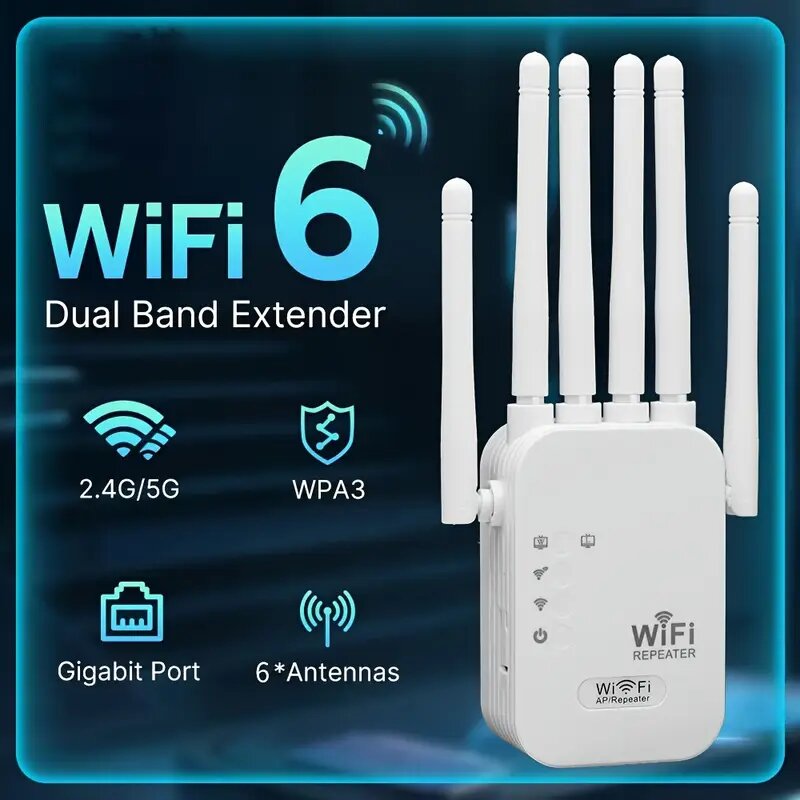 WiFi 6
Dual Band Extender
2.4G/5G
WPA3
Gigabit Port
6*Antennas
WiFi
REPEATER
WiFi
AP/Repeater